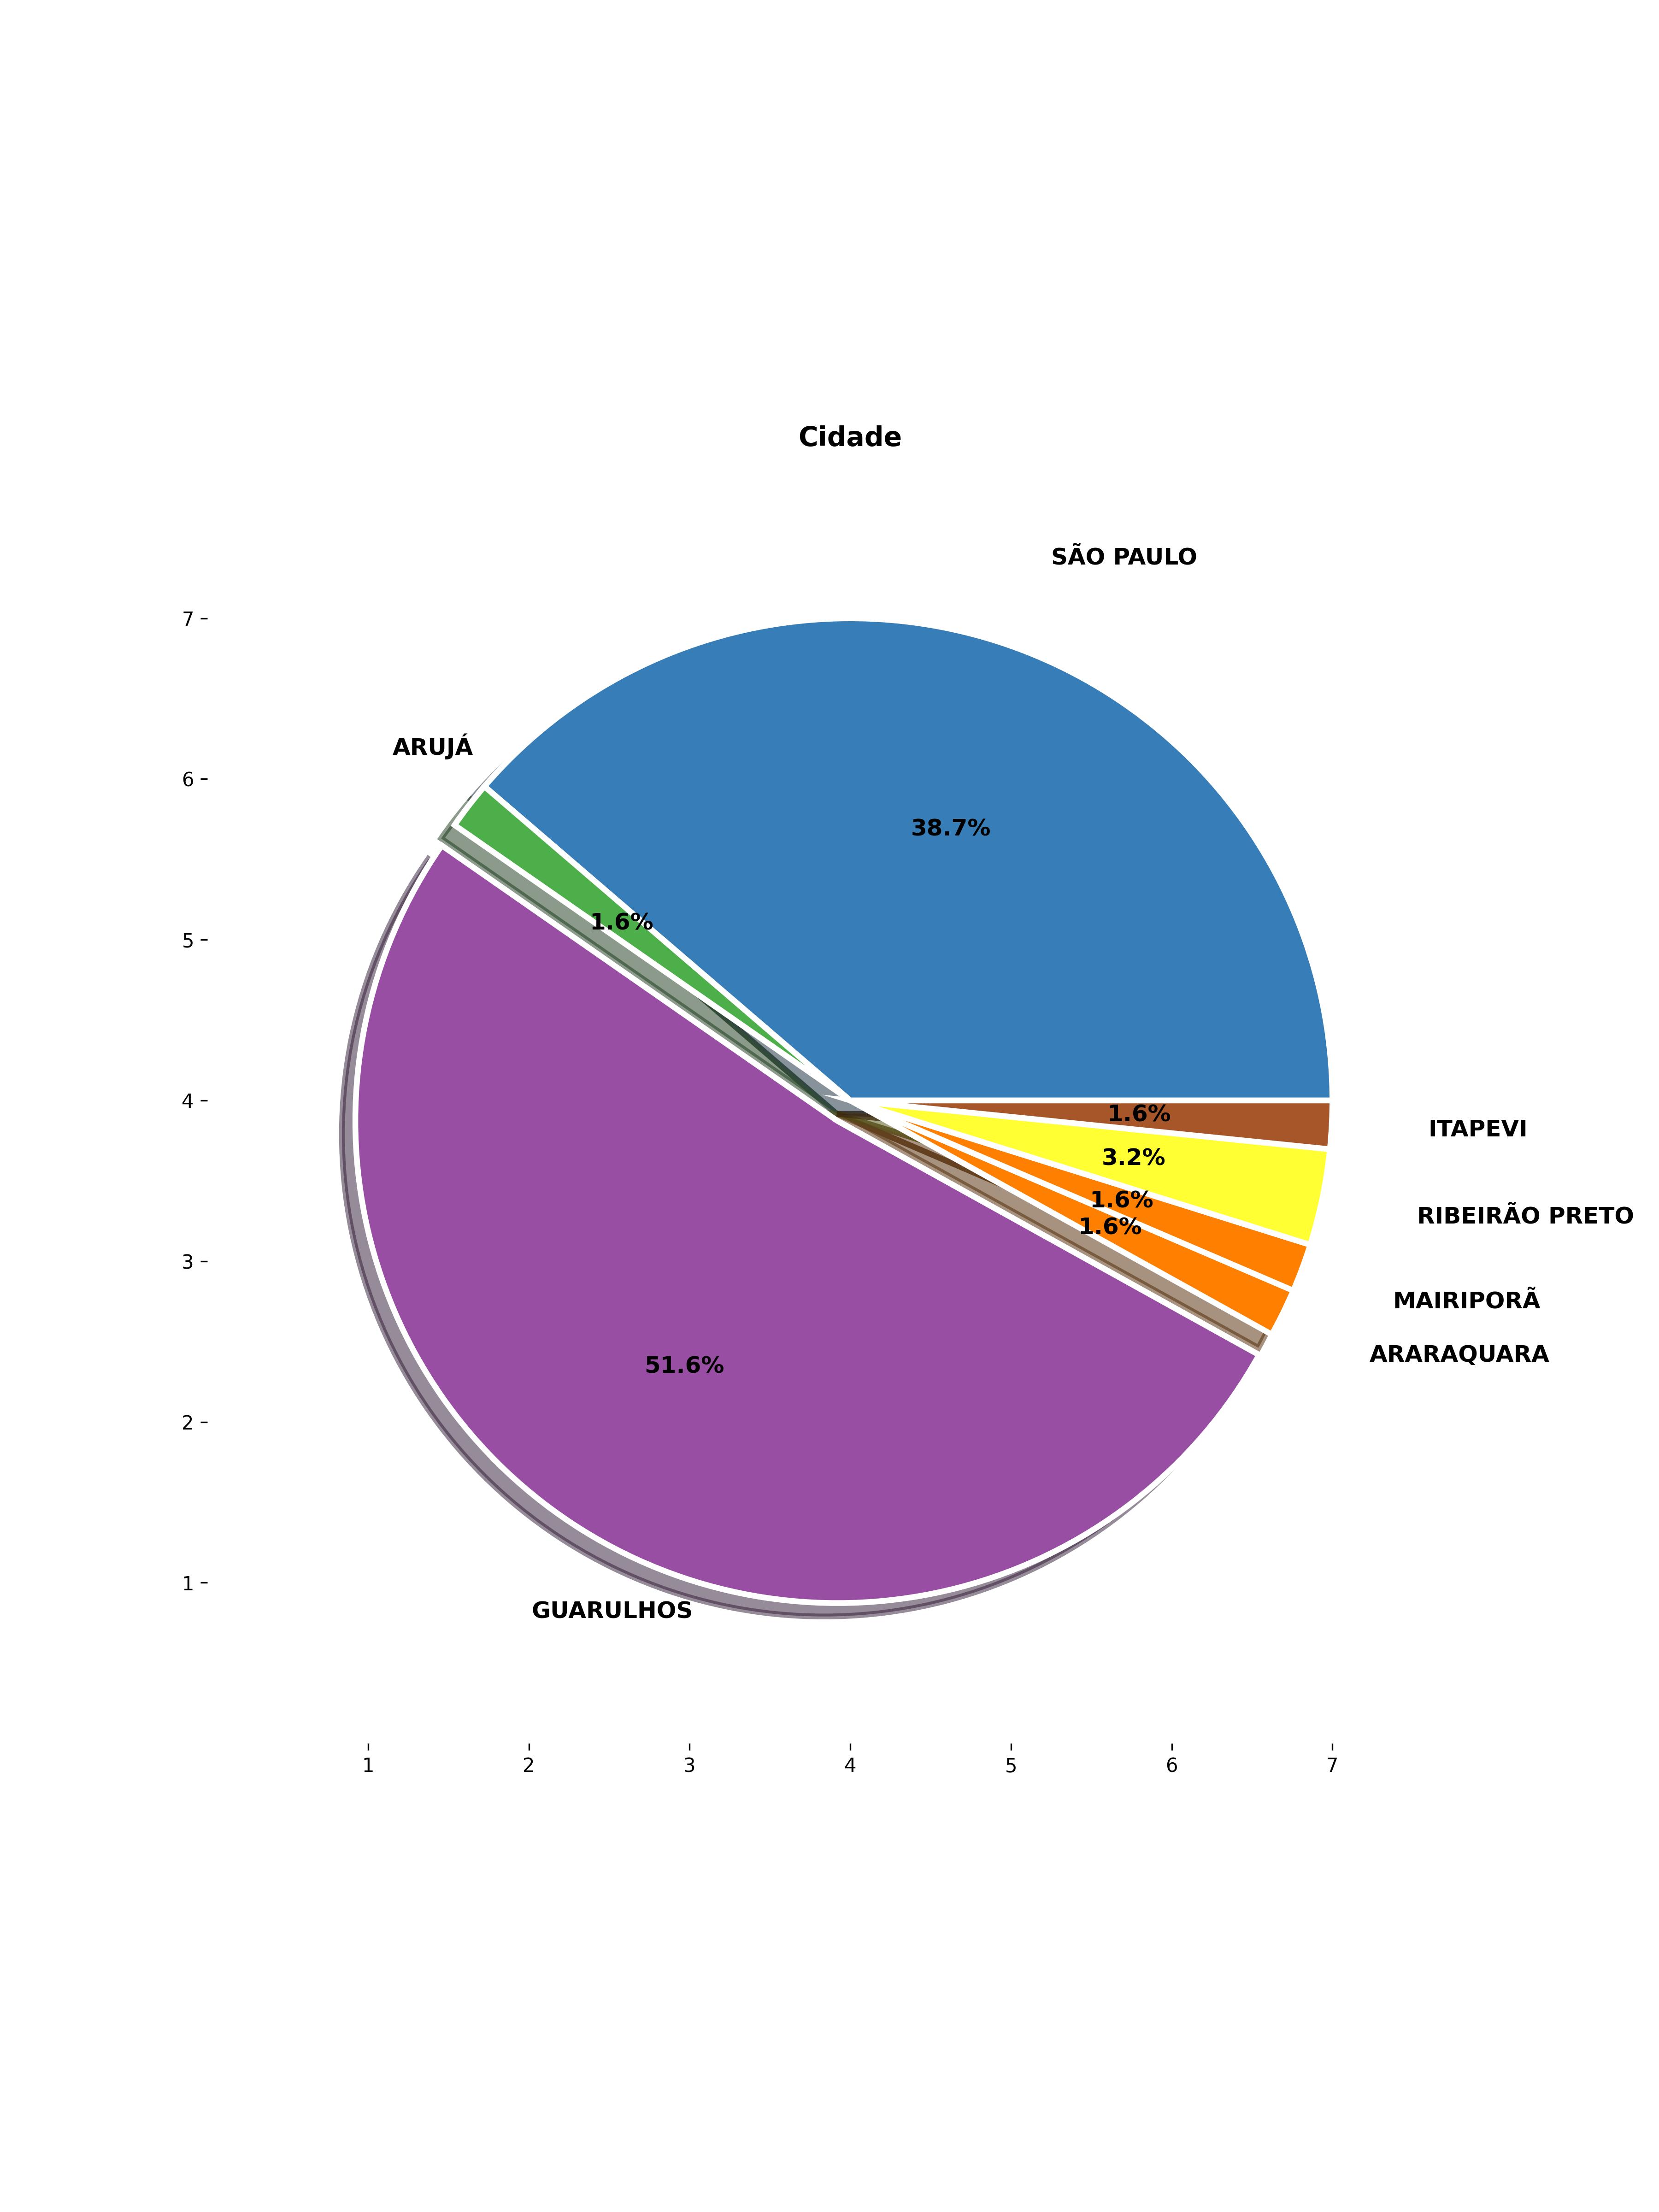 Cidade
SÃO PAULO
7
ARUJÁ
6
38.7%
1.6%
5
4
1.6%
ITAPEVI
3.2%
1.6%
RIBEIRÃO PRETO
1.6%
3
MAIRIPORÃ
ARARAQUARA
51.6%
2
1
GUARULHOS
1 2 3 4 5 6 7